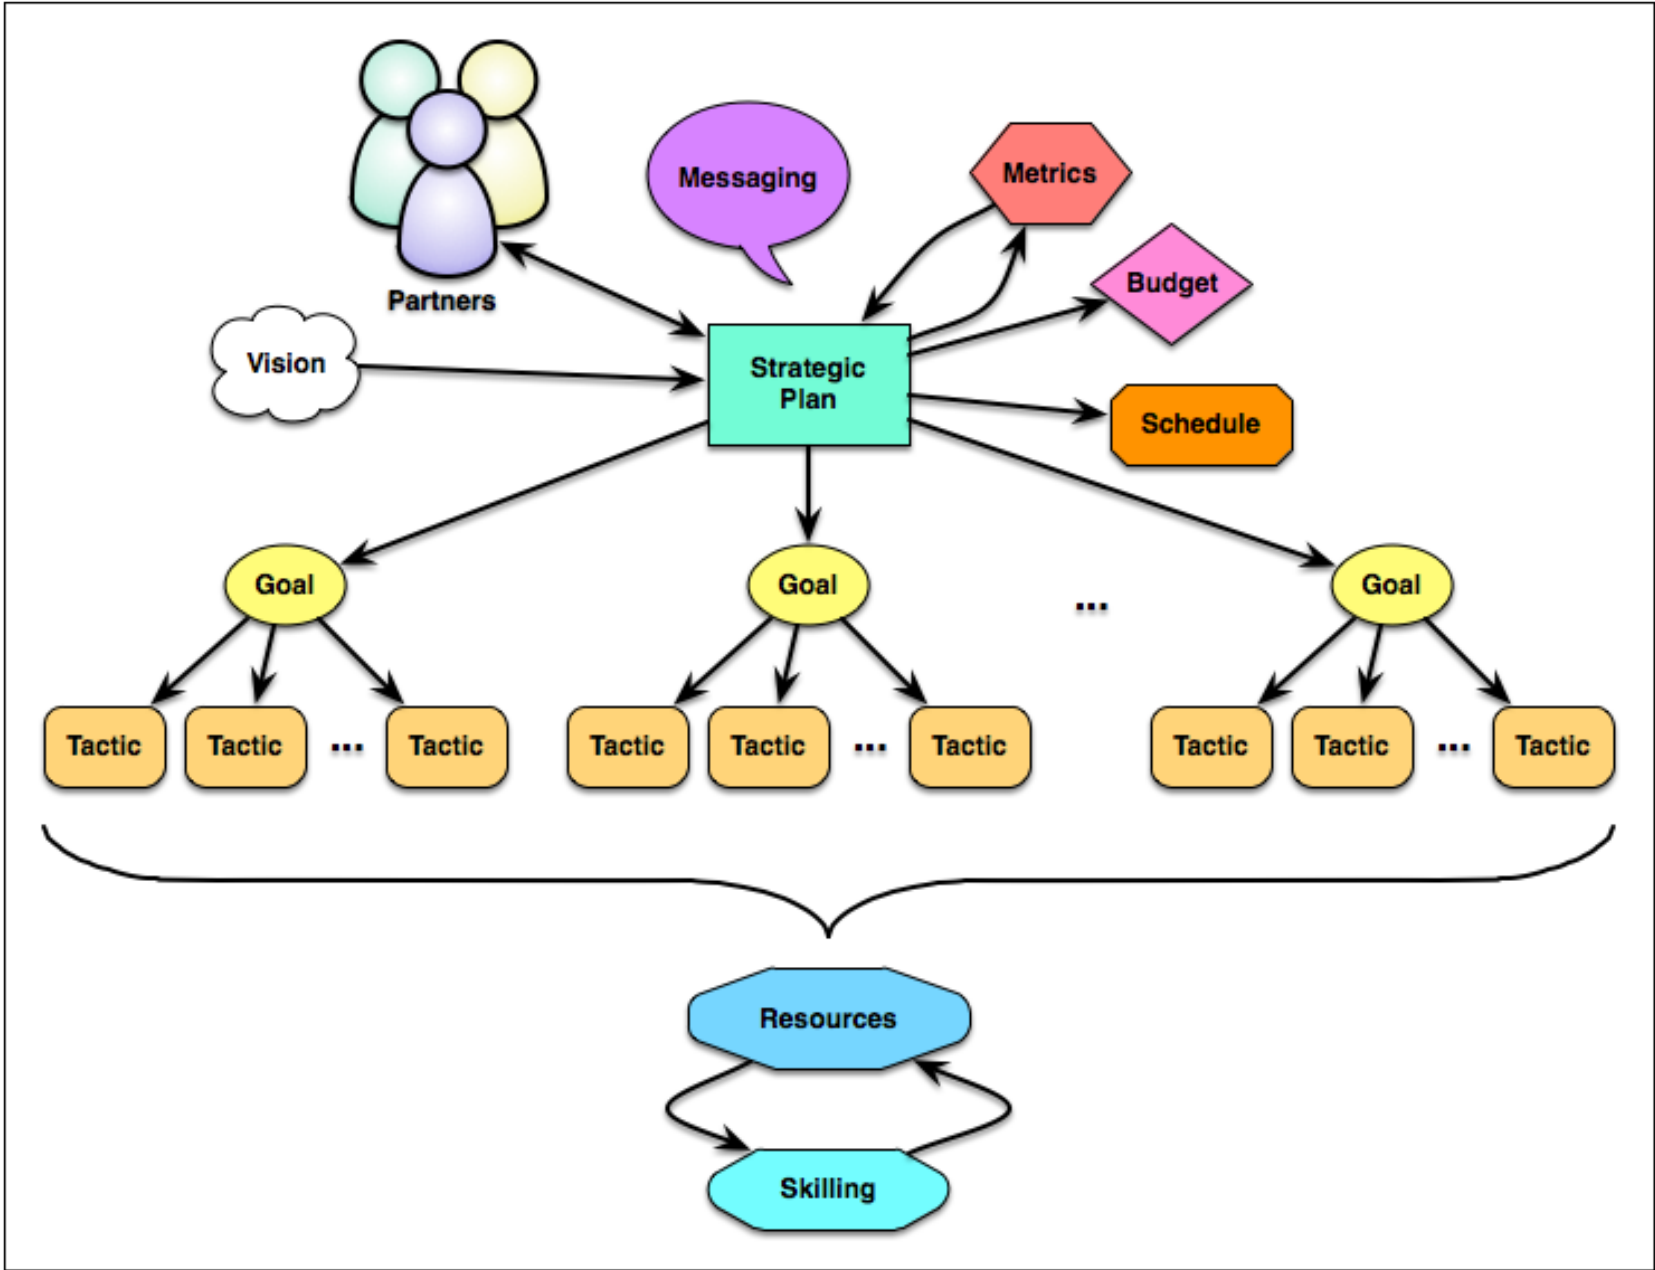 Messaging
Metrics
Budget
Partners
Vision
Strategic
Plan
Schedule
Goal
Goal
...
Goal
Tactic
Tactic
...
Tactic
Tactic
Tactic
...
Tactic
Tactic
Tactic
...
Tactic
Resources
Skilling